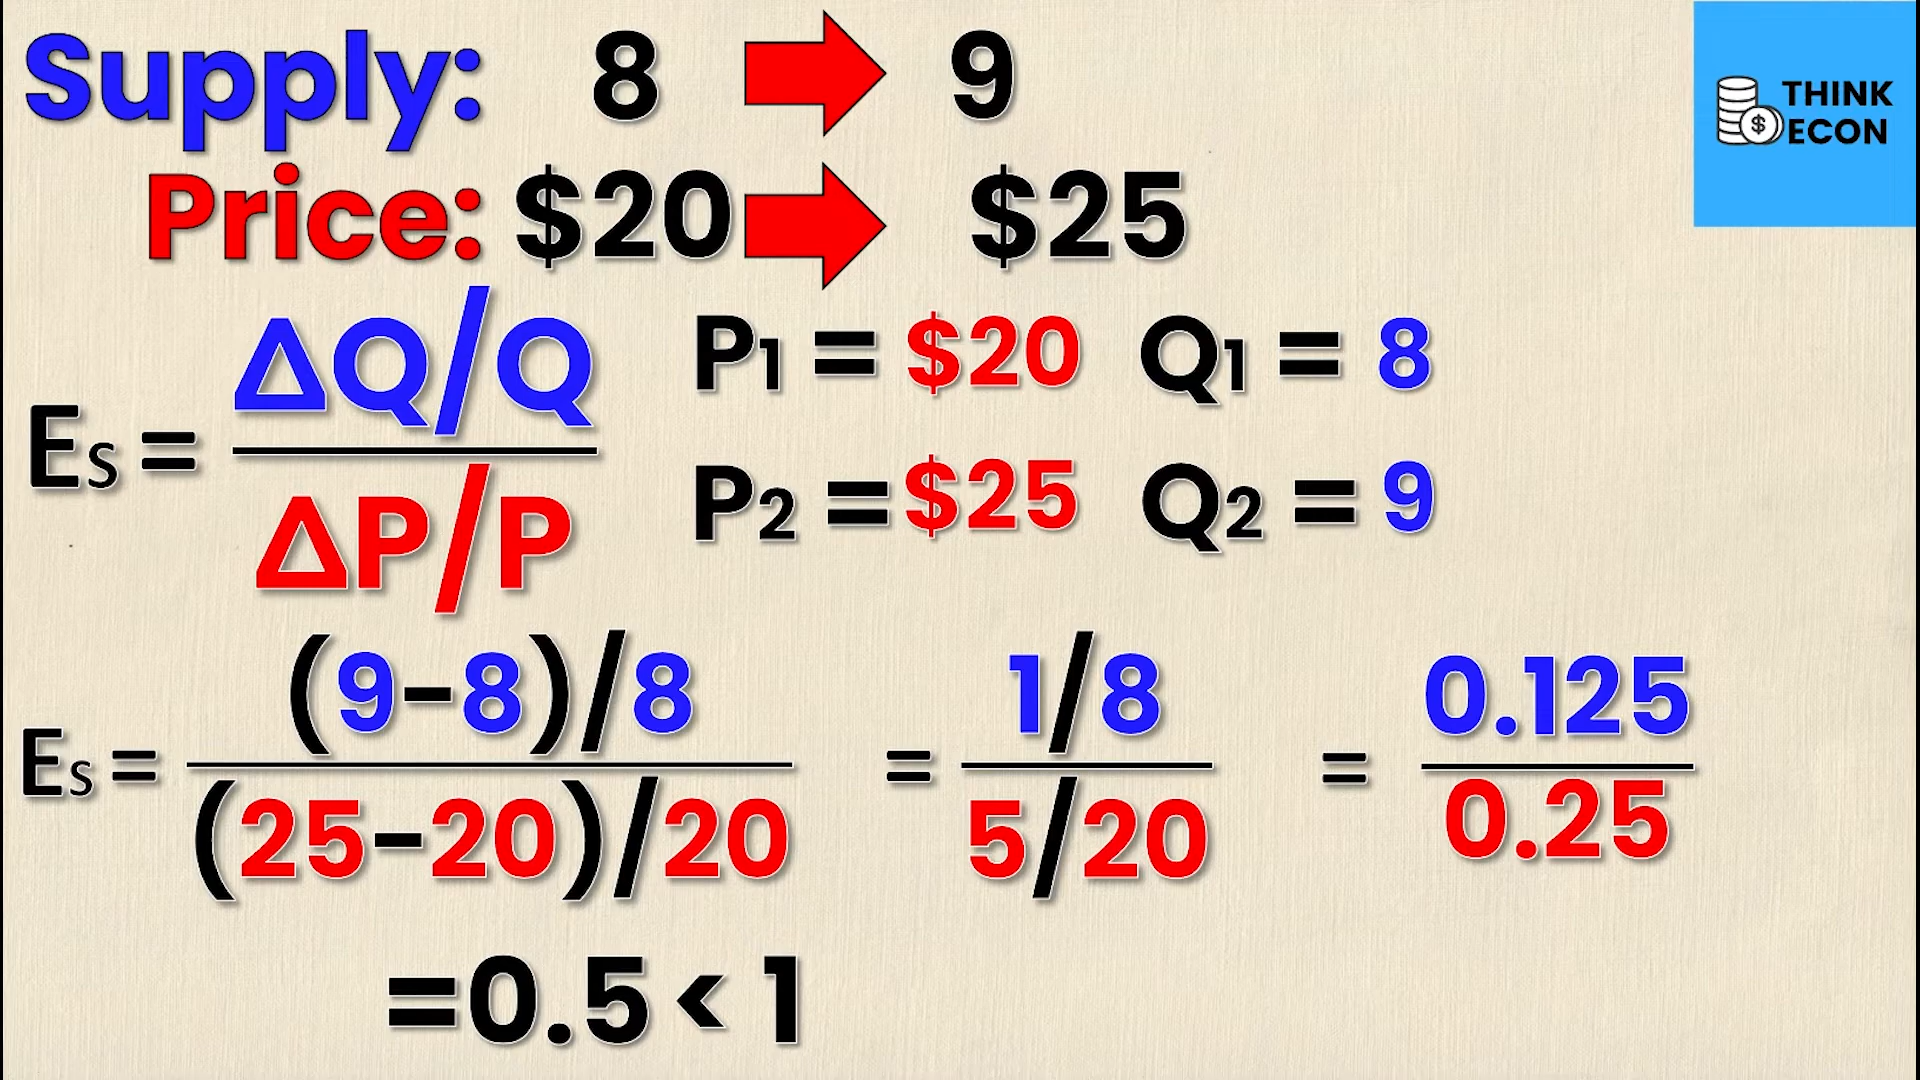 Supply: 8 9
THINK
ECON
Price: $20 $25
ΔQ/Q
Es =
ΔP/P
P1 = $20 Q1 = 8
P2 = $25 Q2 = 9
(9-8)/8 1/8 0.125
Es = = =
(25-20)/20 5/20 0.25
=0.5 < 1